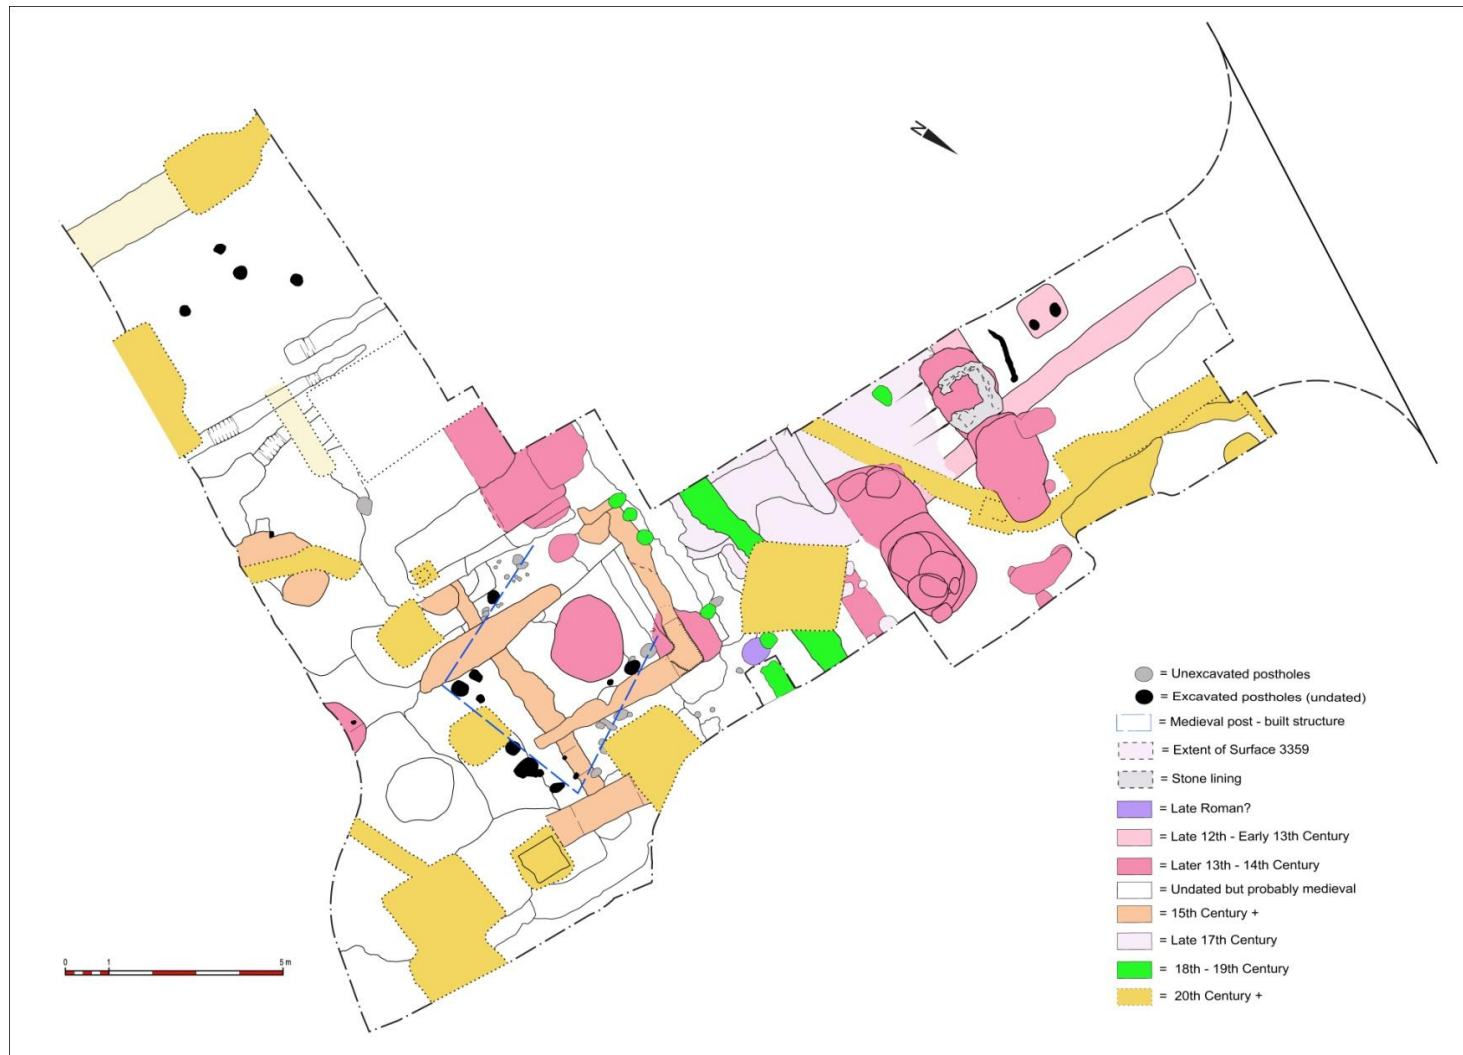 N
= Unexcavated postholes
= Excavated postholes (undated)
= Medieval post - built structure
= Extent of Surface 3359
= Stone lining
= Late Roman?
= Late 12th - Early 13th Century
= Later 13th - 14th Century
= Undated but probably medieval
= 15th Century +
= Late 17th Century
= 18th - 19th Century
= 20th Century +
0 1 5 m